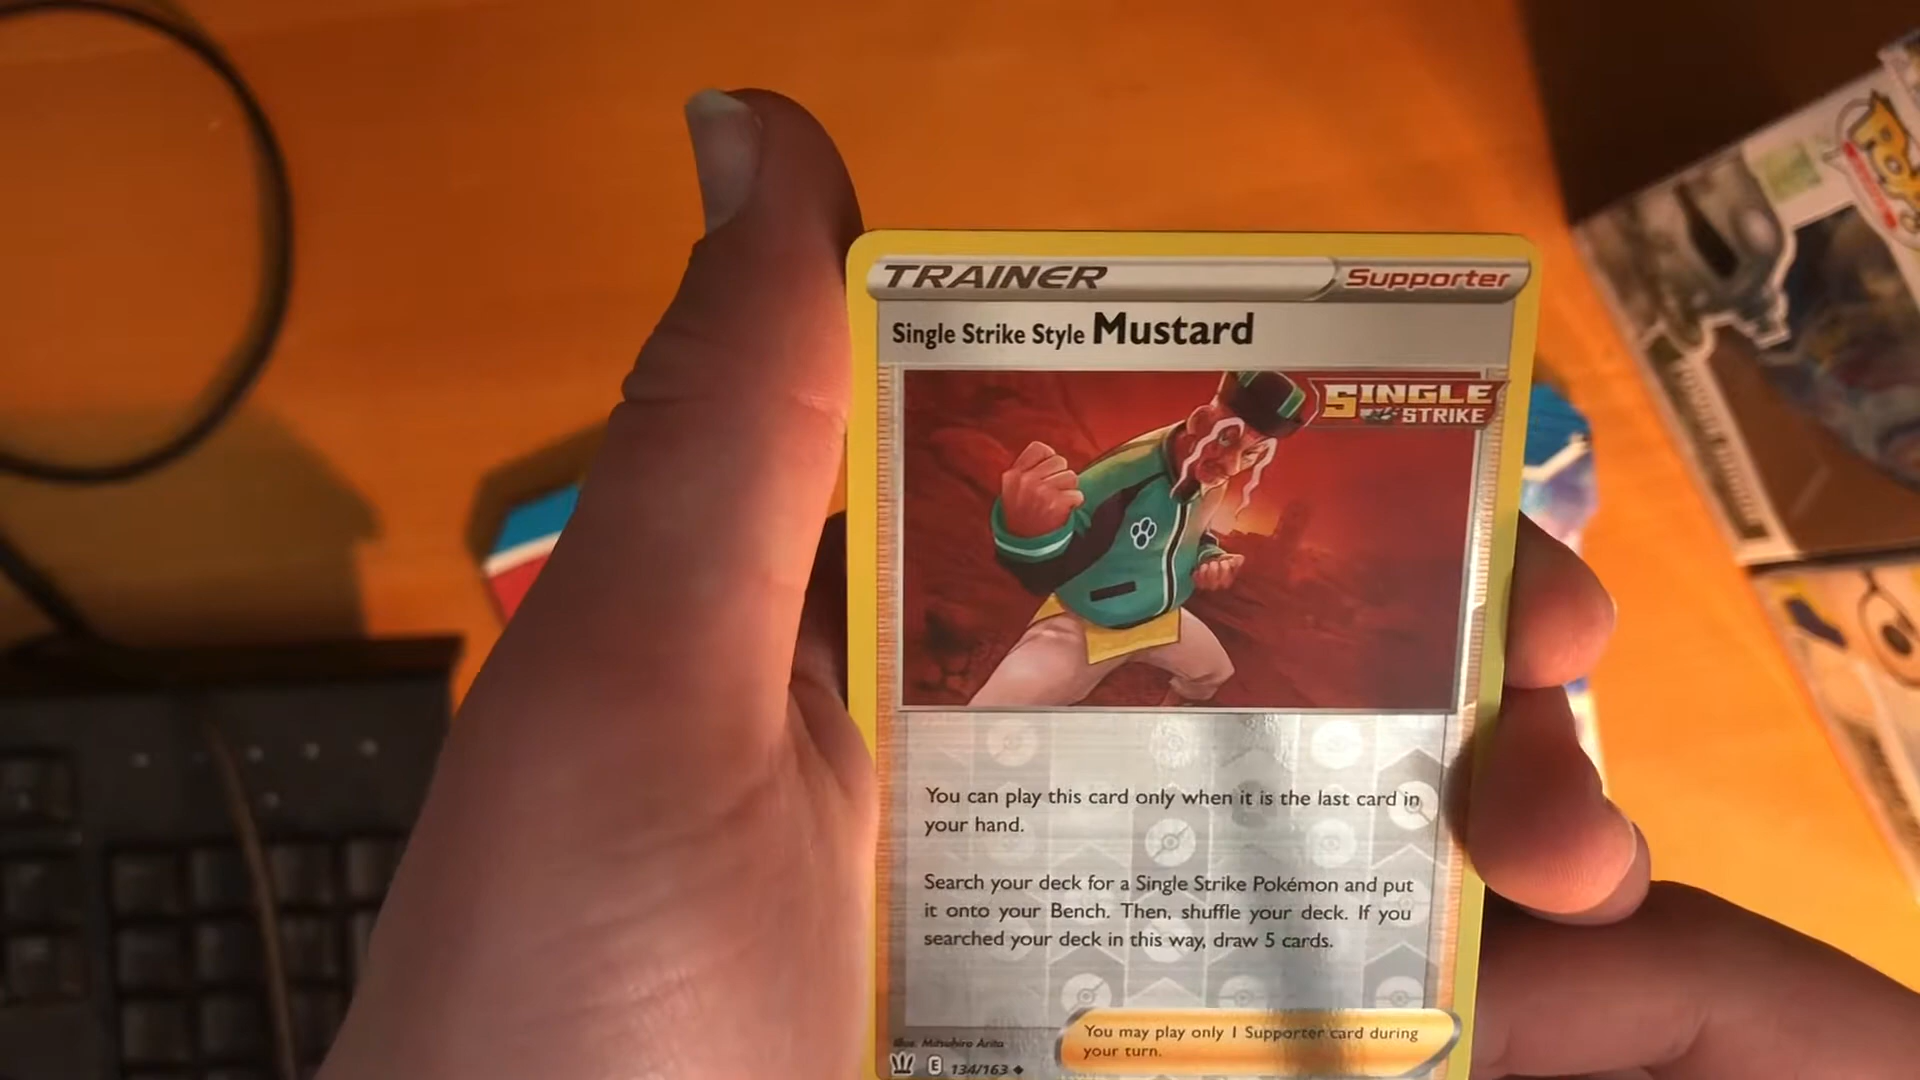 TRAINER Supporter
Single Strike Style Mustard
SINGLE
STRIKE
You can play this card only when it is the last card in
your hand.
Search your deck for a Single Strike Pokémon and put
it onto your Bench. Then, shuffle your deck. If you
searched your deck in this way, draw 5 cards.
You may play only 1 Supporter card during
your turn.
Illus. Mitsuhiro Arita
E 134/163